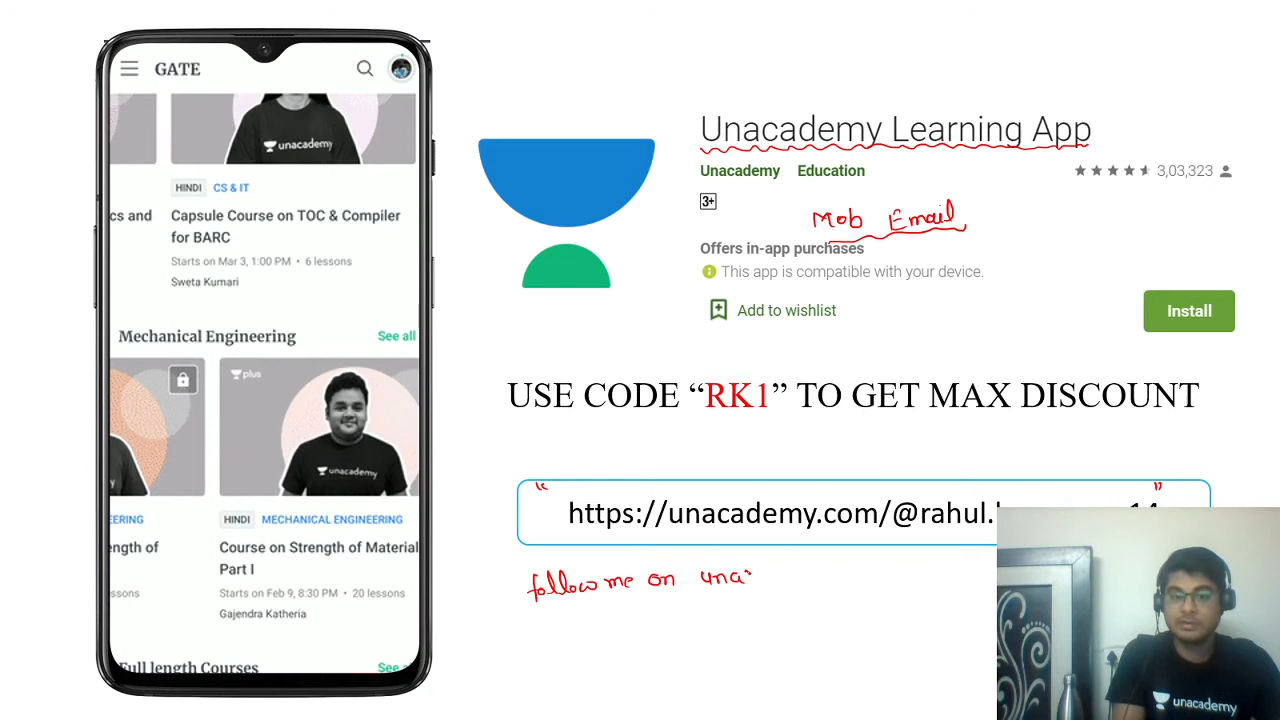 GATE
unacademy
HINDI CS & IT
cs and
Capsule Course on TOC & Compiler
for BARC
Starts on Mar 3, 1:00 PM • 6 lessons
Sweta Kumari
Mechanical Engineering See all
plus
unacademy
ERING
HINDI MECHANICAL ENGINEERING
ength of
Course on Strength of Material
Part I
ssons
Starts on Feb 9, 8:30 PM • 20 lessons
Gajendra Katheria
Full length Courses See al
Unacademy Learning App
Unacademy Education 3,03,323
3+
Mob Email
Offers in-app purchases
This app is compatible with your device.
Add to wishlist
Install
USE CODE “RK1” TO GET MAX DISCOUNT
“ https://unacademy.com/@rahul. ”
follow me on una
unacademy